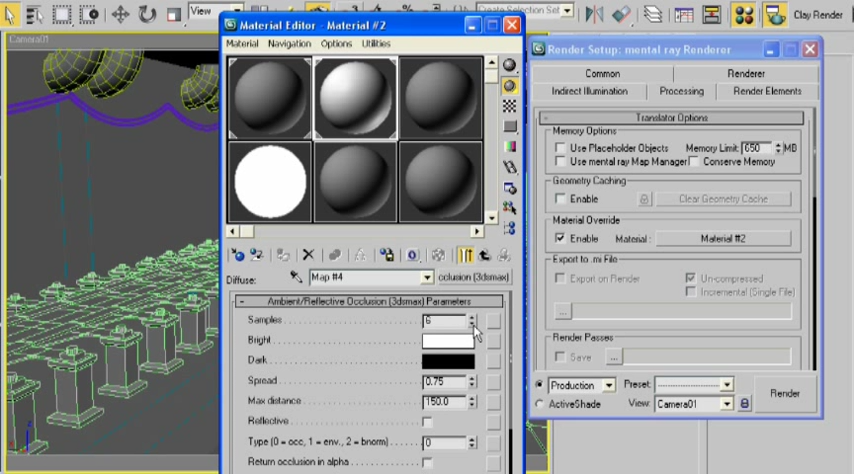 View
Create Selection Set
Clay Render
Camera01
Material Editor - Material #2
Material Navigation Options Utilities
Diffuse: Map #4 cclusion (3dsmax)
- Ambient/Reflective Occlusion (3dsmax) Parameters
Samples 6
Bright
Dark
Spread 0.75
Max distance 150.0
Reflective
Type (0 = occ, 1 = env., 2 = bnorm) 0
Return occlusion in alpha
Render Setup: mental ray Renderer
Common Renderer
Indirect Illumination Processing Render Elements
- Translator Options
Memory Options
Use Placeholder Objects Memory Limit: 650 MB
Use mental ray Map Manager Conserve Memory
Geometry Caching
Enable Clear Geometry Cache
Material Override
Enable Material: Material #2
Export to .mi File
Export on Render Un-compressed
Incremental (Single File)
...
Render Passes
Save ...
Production Preset: --------------------
ActiveShade View: Camera01
Render